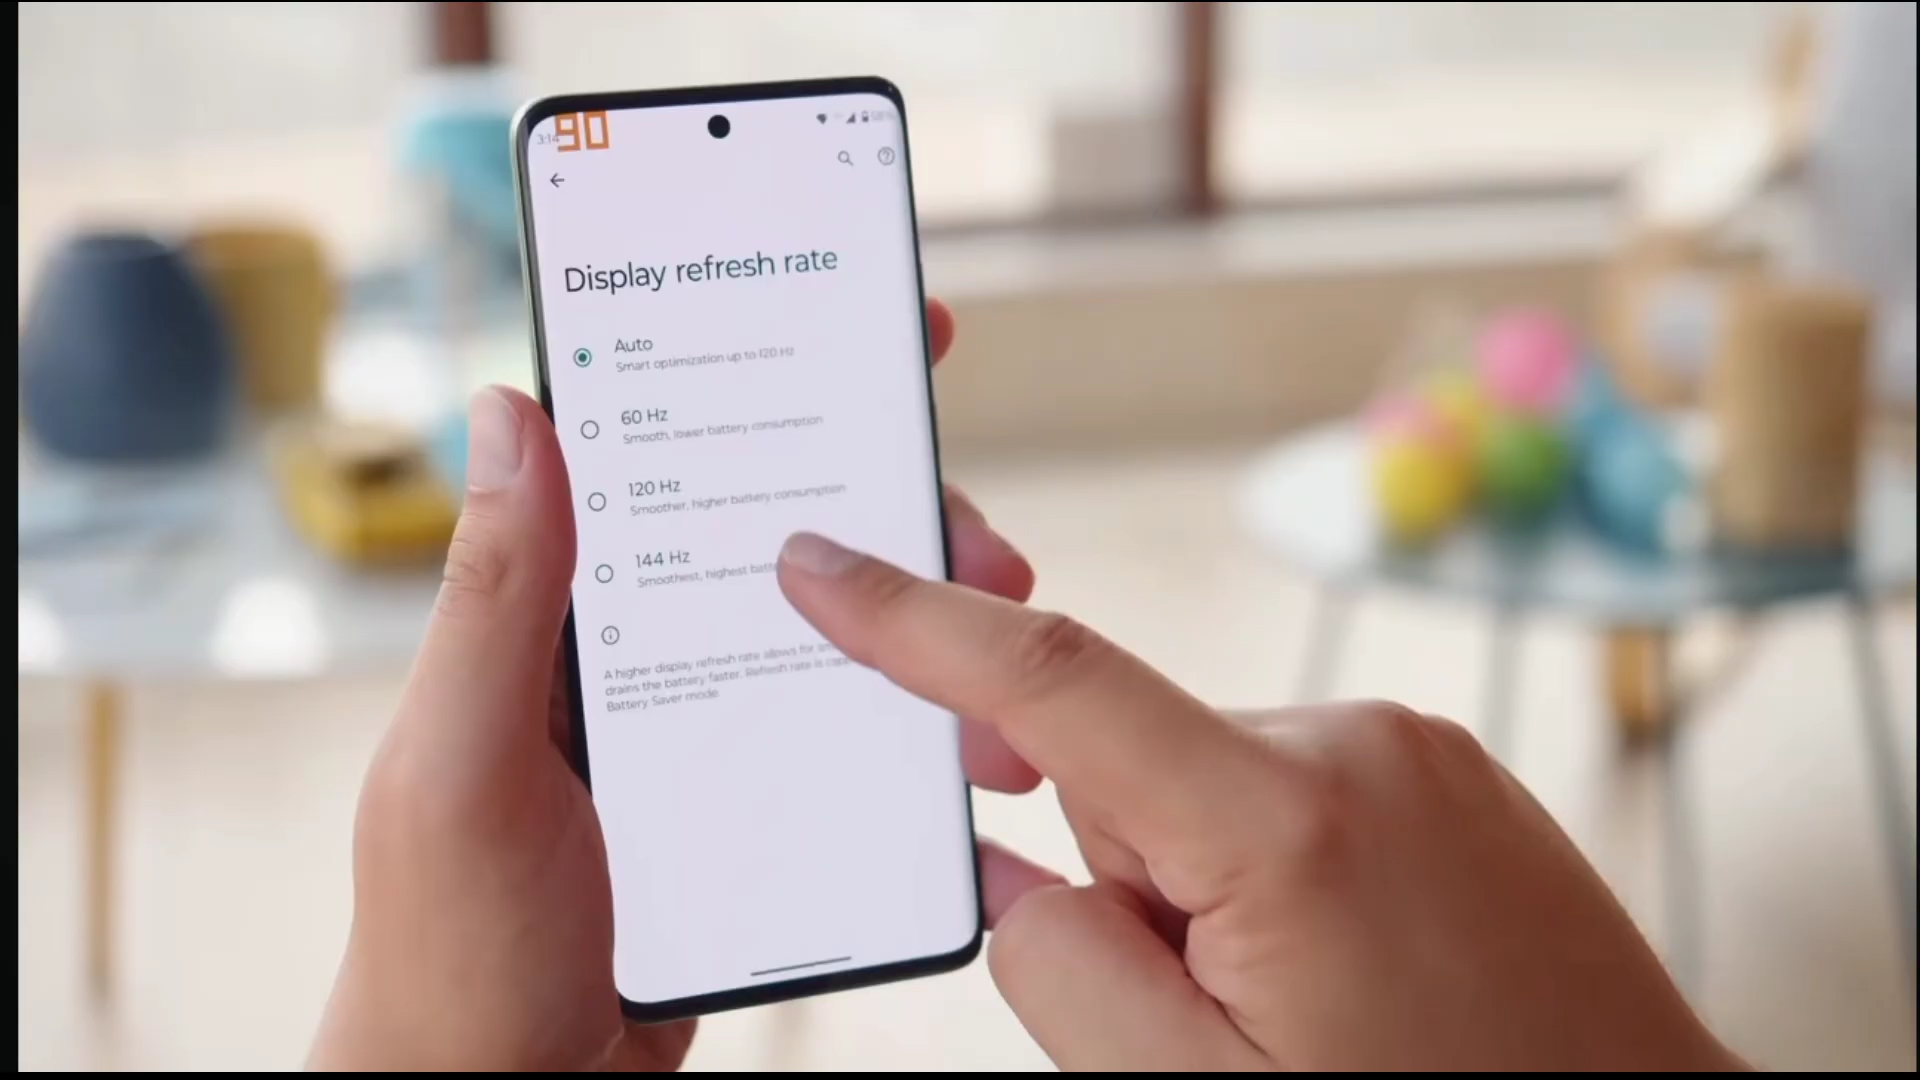 3:14
90
58%
Display refresh rate
Auto
Smart optimization up to 120 Hz
60 Hz
Smooth, lower battery consumption
120 Hz
Smoother, higher battery consumption
144 Hz
Smoothest, highest
A higher display refresh rate allows for
drains the battery faster. Refresh rate is
Battery Saver mode.